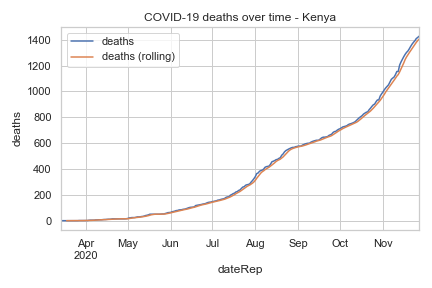 COVID-19 deaths over time - Kenya
deaths
deaths (rolling)
deaths
1400
1200
1000
800
600
400
200
0
Apr May Jun Jul Aug Sep Oct Nov
2020
dateRep